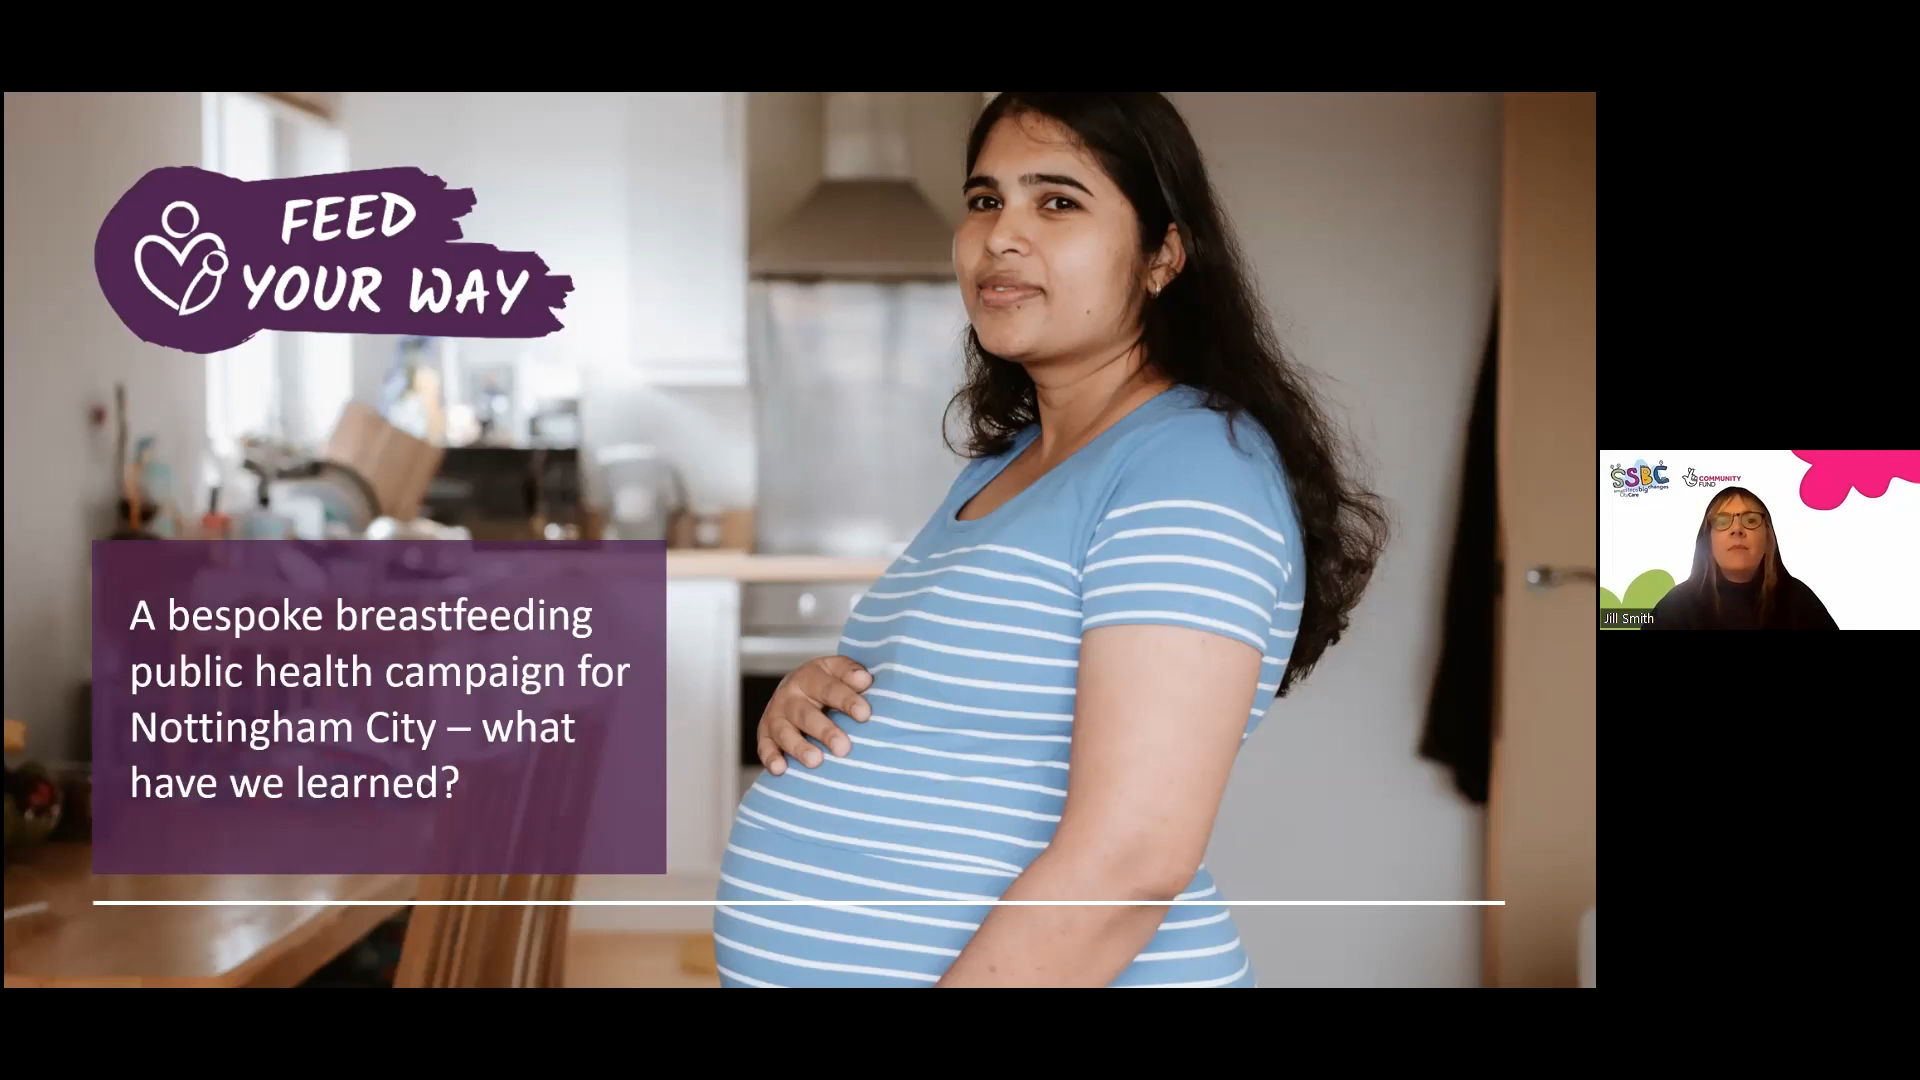 FEED
YOUR WAY
A bespoke breastfeeding
public health campaign for
Nottingham City – what
have we learned?
SSBC
COMMUNITY
FUND
Jill Smith